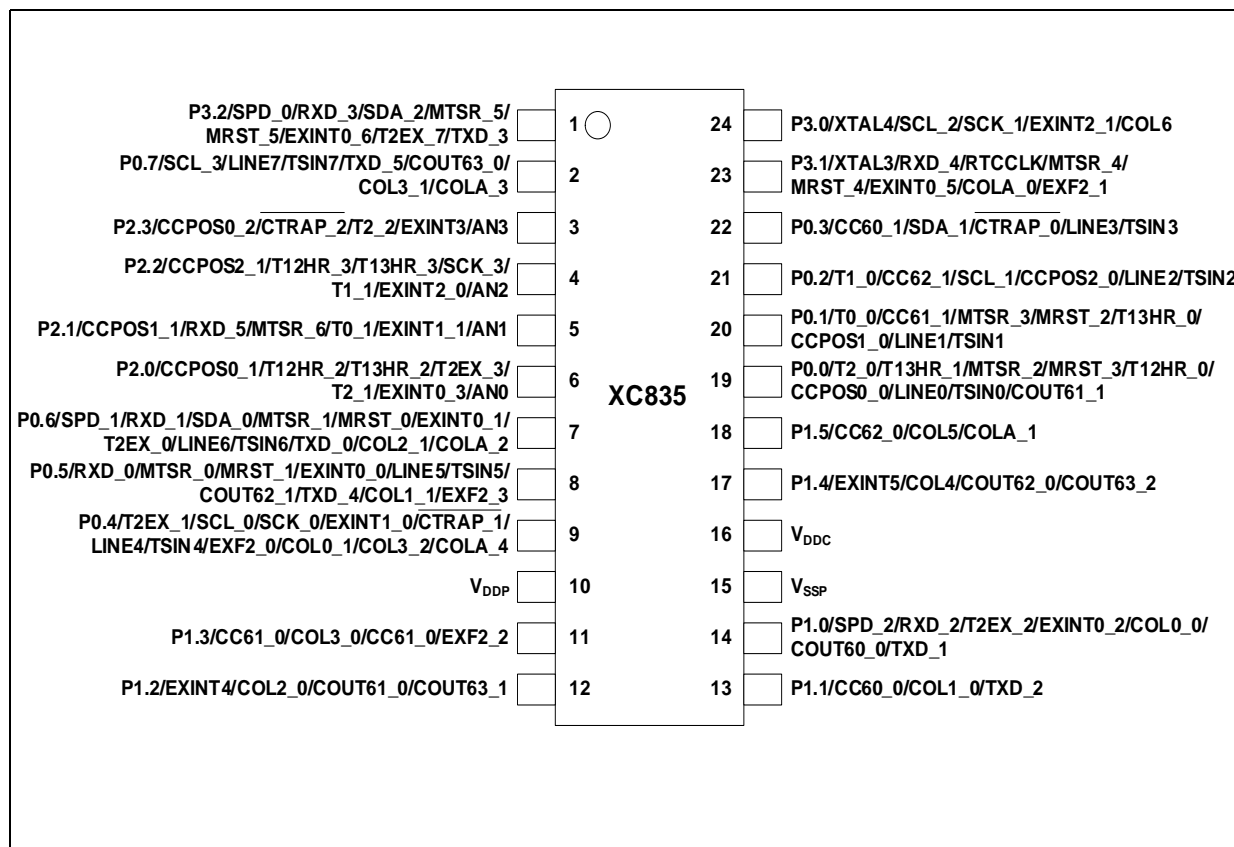 P3.2/SPD_0/RXD_3/SDA_2/MTSR_5/
MRST_5/EXINT0_6/T2EX_7/TXD_3
1
P0.7/SCL_3/LINE7/TSIN7/TXD_5/COUT63_0/
COL3_1/COLA_3
2
P2.3/CCPOS0_2/CTRAP_2/T2_2/EXINT3/AN3
3
P2.2/CCPOS2_1/T12HR_3/T13HR_3/SCK_3/
T1_1/EXINT2_0/AN2
4
P2.1/CCPOS1_1/RXD_5/MTSR_6/T0_1/EXINT1_1/AN1
5
P2.0/CCPOS0_1/T12HR_2/T13HR_2/T2EX_3/
T2_1/EXINT0_3/AN0
6
P0.6/SPD_1/RXD_1/SDA_0/MTSR_1/MRST_0/EXINT0_1/
T2EX_0/LINE6/TSIN6/TXD_0/COL2_1/COLA_2
7
P0.5/RXD_0/MTSR_0/MRST_1/EXINT0_0/LINE5/TSIN5/
COUT62_1/TXD_4/COL1_1/EXF2_3
8
P0.4/T2EX_1/SCL_0/SCK_0/EXINT1_0/CTRAP_1/
LINE4/TSIN4/EXF2_0/COL0_1/COL3_2/COLA_4
9
VDDP
10
P1.3/CC61_0/COL3_0/CC61_0/EXF2_2
11
P1.2/EXINT4/COL2_0/COUT61_0/COUT63_1
12
XC835
24
P3.0/XTAL4/SCL_2/SCK_1/EXINT2_1/COL6
23
P3.1/XTAL3/RXD_4/RTCCLK/MTSR_4/
MRST_4/EXINT0_5/COLA_0/EXF2_1
22
P0.3/CC60_1/SDA_1/CTRAP_0/LINE3/TSIN3
21
P0.2/T1_0/CC62_1/SCL_1/CCPOS2_0/LINE2/TSIN2
20
P0.1/T0_0/CC61_1/MTSR_3/MRST_2/T13HR_0/
CCPOS1_0/LINE1/TSIN1
19
P0.0/T2_0/T13HR_1/MTSR_2/MRST_3/T12HR_0/
CCPOS0_0/LINE0/TSIN0/COUT61_1
18
P1.5/CC62_0/COL5/COLA_1
17
P1.4/EXINT5/COL4/COUT62_0/COUT63_2
16
VDDC
15
VSSP
14
P1.0/SPD_2/RXD_2/T2EX_2/EXINT0_2/COL0_0/
COUT60_0/TXD_1
13
P1.1/CC60_0/COL1_0/TXD_2